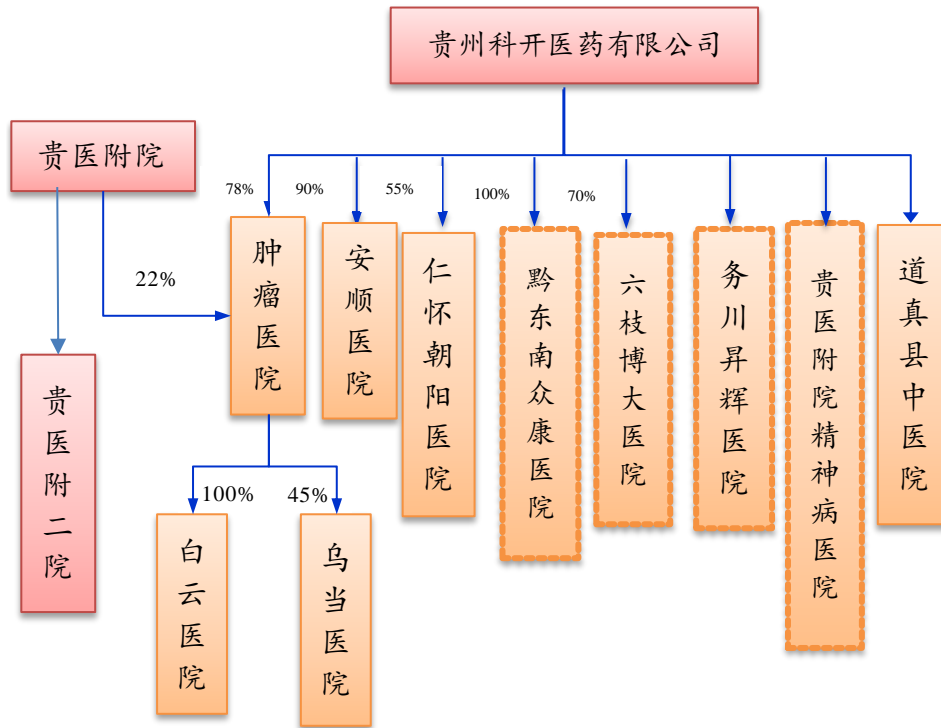 贵州科开医药有限公司
贵医附院
78%
90%
55%
100%
70%
22%
肿瘤医院
安顺医院
仁怀朝阳医院
黔东南众康医院
六枝博大医院
务川昇辉医院
贵医附院精神病医院
道真县中医院
贵医附二院
100%
45%
白云医院
乌当医院